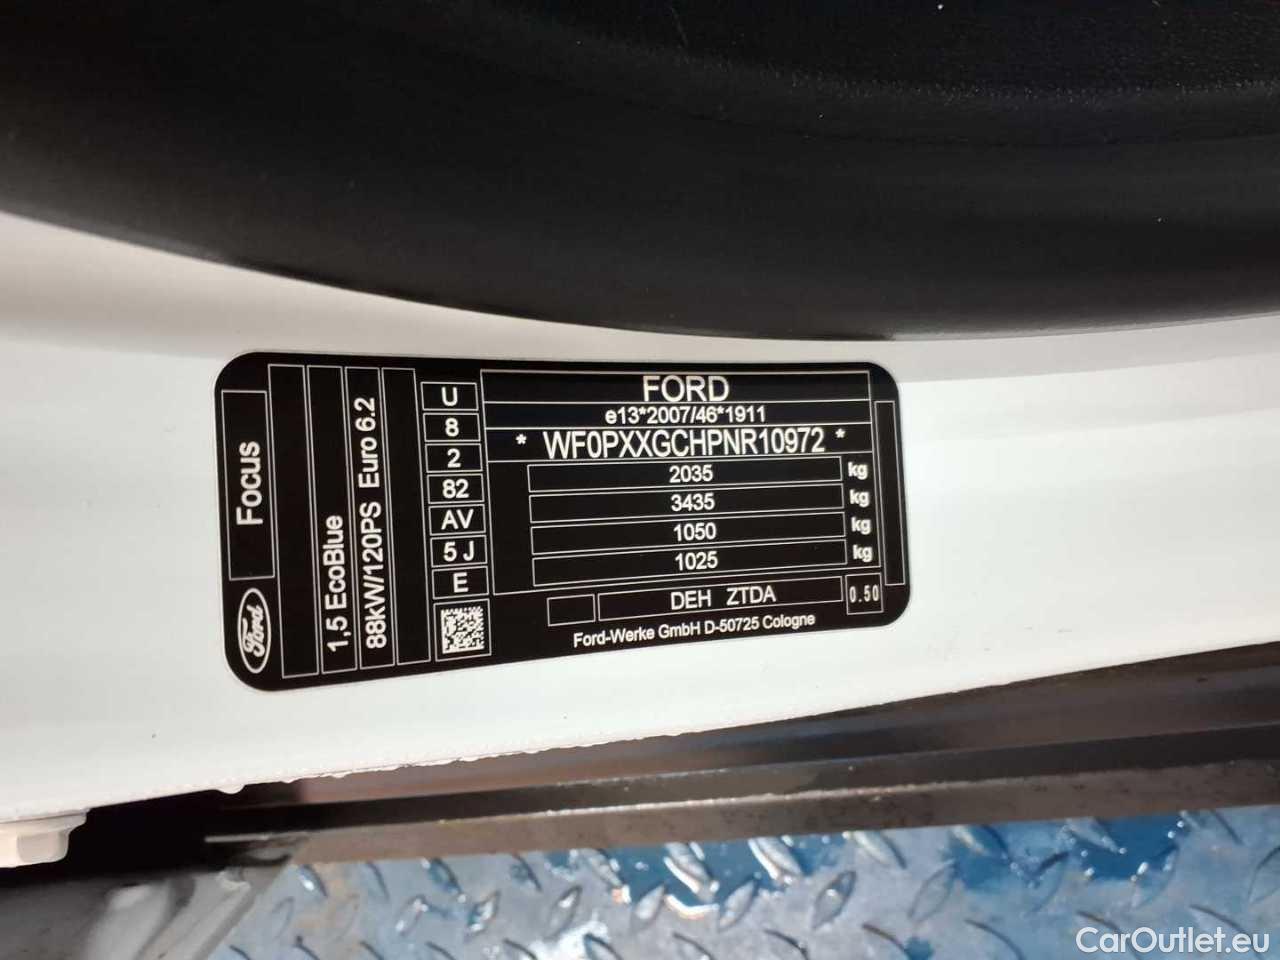 Focus
Ford
1,5 EcoBlue
88kW/120PS Euro 6.2
U
8
2
82
AV
5 J
E
FORD
e13*2007/46*1911
* WF0PXXGCHPNR10972 *
2035 kg
3435 kg
1050 kg
1025 kg
DEH ZTDA 0.50
Ford-Werke GmbH D-50725 Cologne
CarOutlet.eu